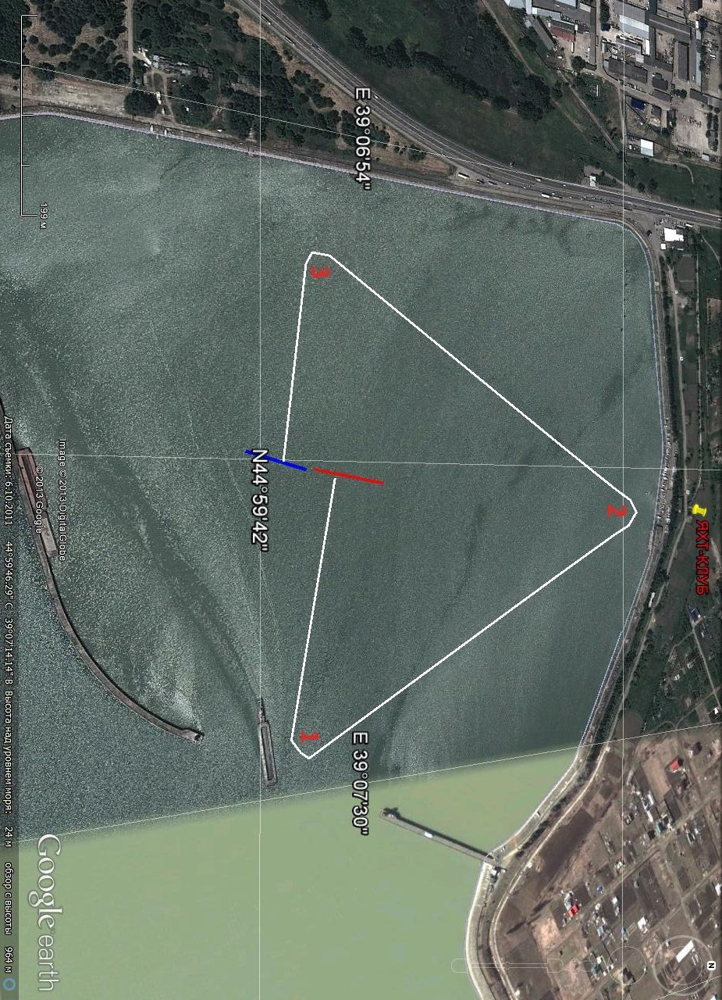 ЯХТ-КЛУБ
2
E 39°06'54"
E 39°07'30"
3
1
N44°59'42"
199 м
Image © 2013 DigitalGlobe
© 2013 Google
Google earth
Дата съемки: 6.10.2011 44°59'46.29" С 39°07'14.14" В Высота над уровнем моря: 24 м обзор с высоты 964 м
N